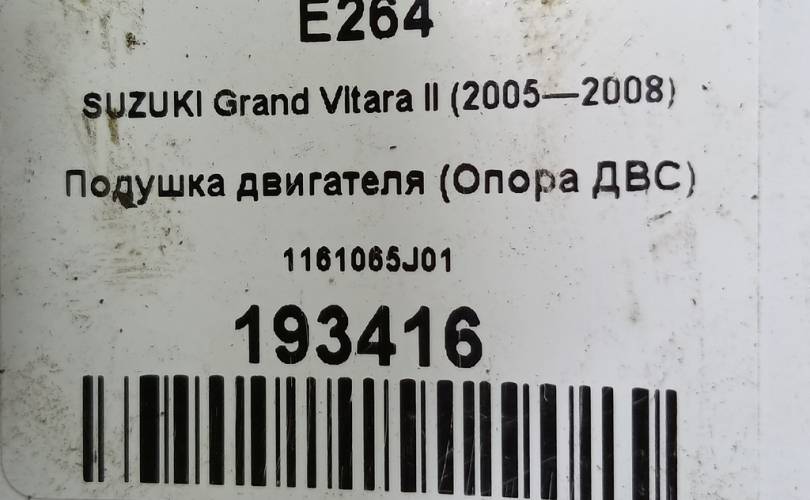 E264
SUZUKI Grand Vitara II (2005—2008)
Подушка двигателя (Опора ДВС)
1161065J01
193416